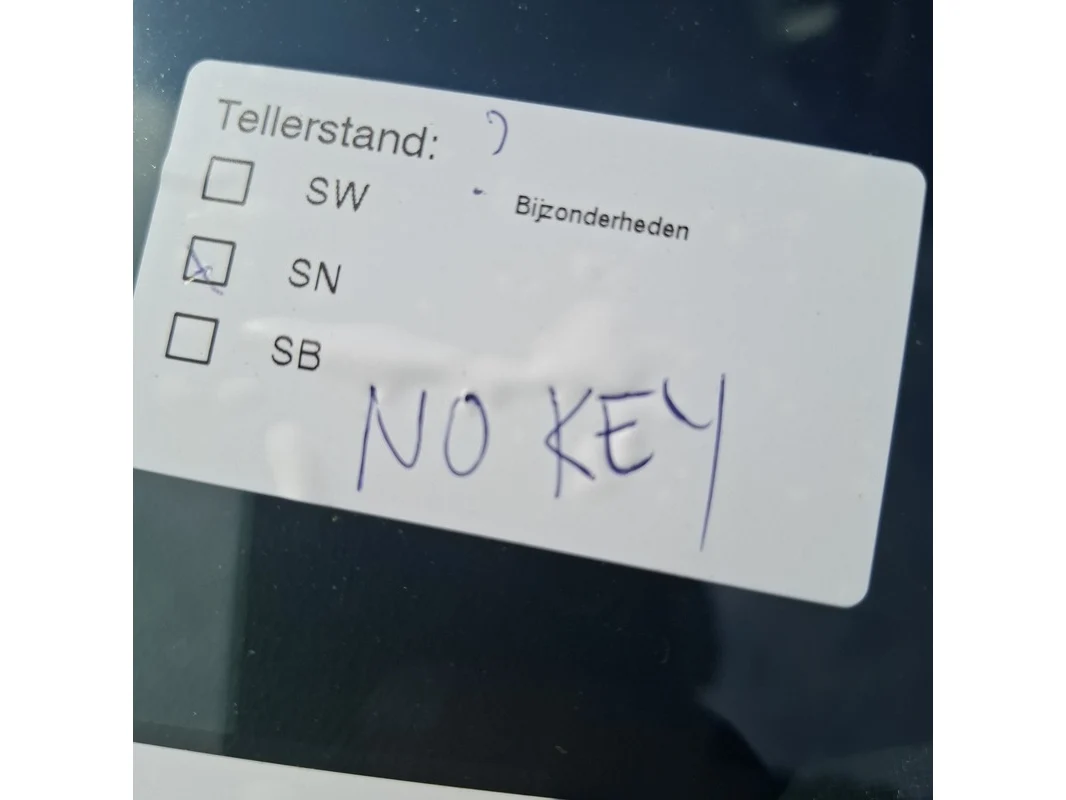 Tellerstand: ?
SW
Bijzonderheden
SN
SB
NO KEY